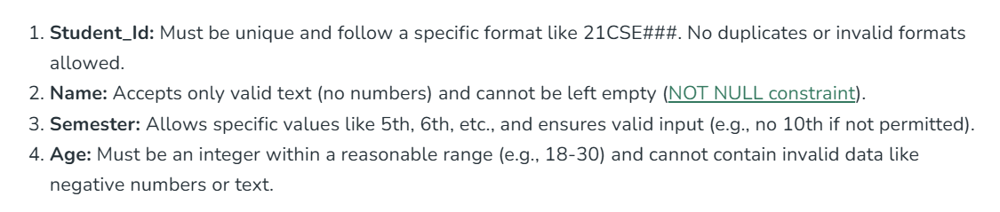 1. Student_Id: Must be unique and follow a specific format like 21CSE###. No duplicates or invalid formats
allowed.
2. Name: Accepts only valid text (no numbers) and cannot be left empty (NOT NULL constraint).
3. Semester: Allows specific values like 5th, 6th, etc., and ensures valid input (e.g., no 10th if not permitted).
4. Age: Must be an integer within a reasonable range (e.g., 18-30) and cannot contain invalid data like
negative numbers or text.